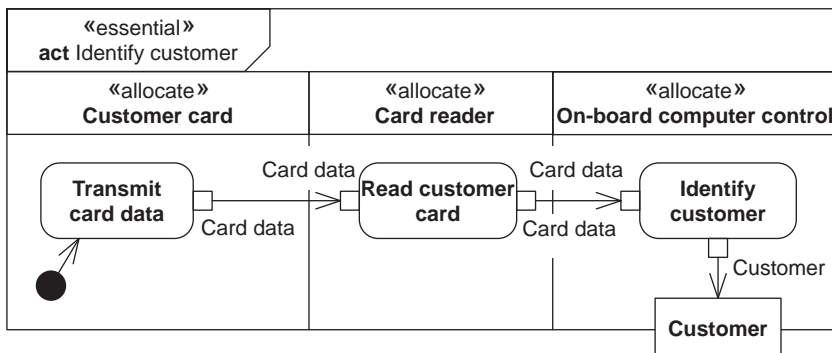 «essential»
act Identify customer
«allocate»
Customer card
«allocate»
Card reader
«allocate»
On-board computer control
Transmit
card data
Card data
Card data
Read customer
card
Card data
Card data
Identify
customer
Customer
Customer